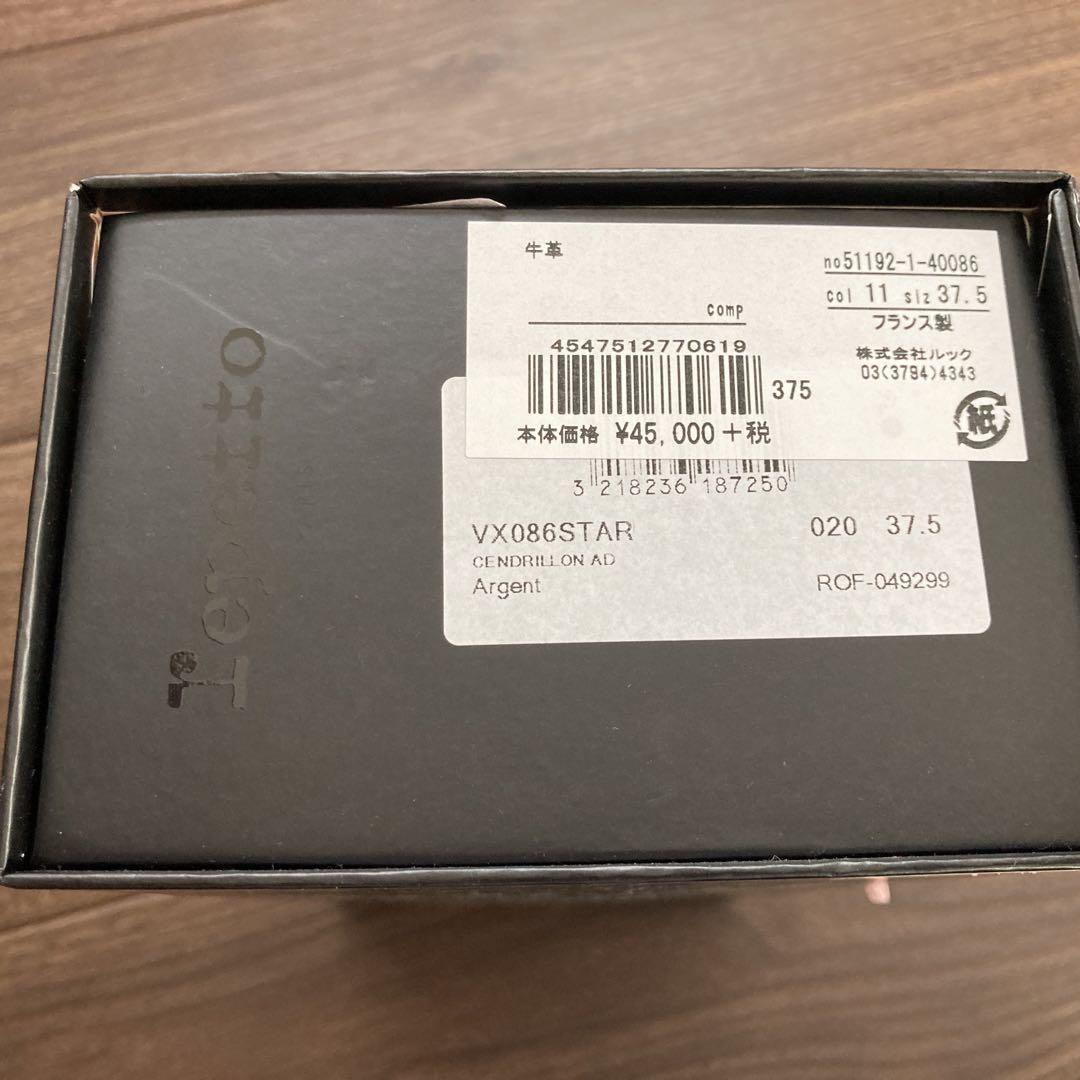 repetto
牛革
no51192-1-40086
col 11 siz 37.5
フランス製
comp
株式会社ルック
03(3794)4343
4547512770619
375
紙
本体価格 ¥45,000+税
3 218236 187250
VX086STAR 020 37.5
CENDRILLON AD
Argent ROF-049299